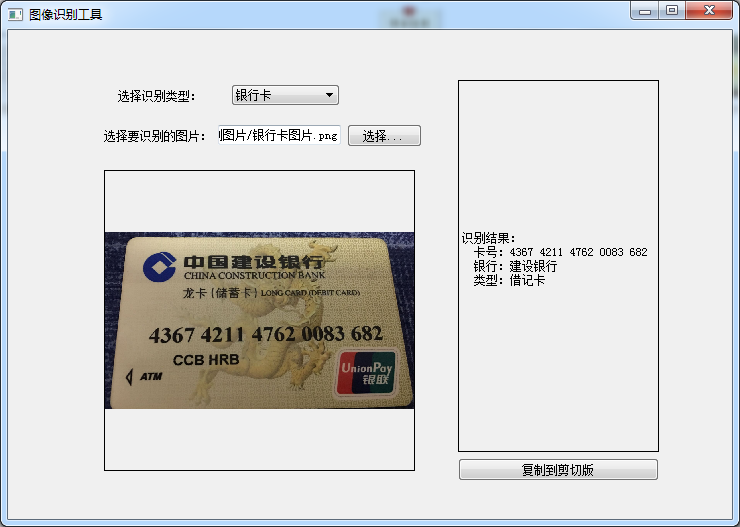 图像识别工具
选择识别类型：
银行卡
选择要识别的图片：
图片/银行卡图片.png
选择...
中国建设银行
CHINA CONSTRUCTION BANK
龙卡(储蓄卡) LONG CARD (DEBIT CARD)
4367 4211 4762 0083 682
CCB HRB
ATM
UnionPay
银联
识别结果：
卡号：4367 4211 4762 0083 682
银行：建设银行
类型：借记卡
复制到剪切版